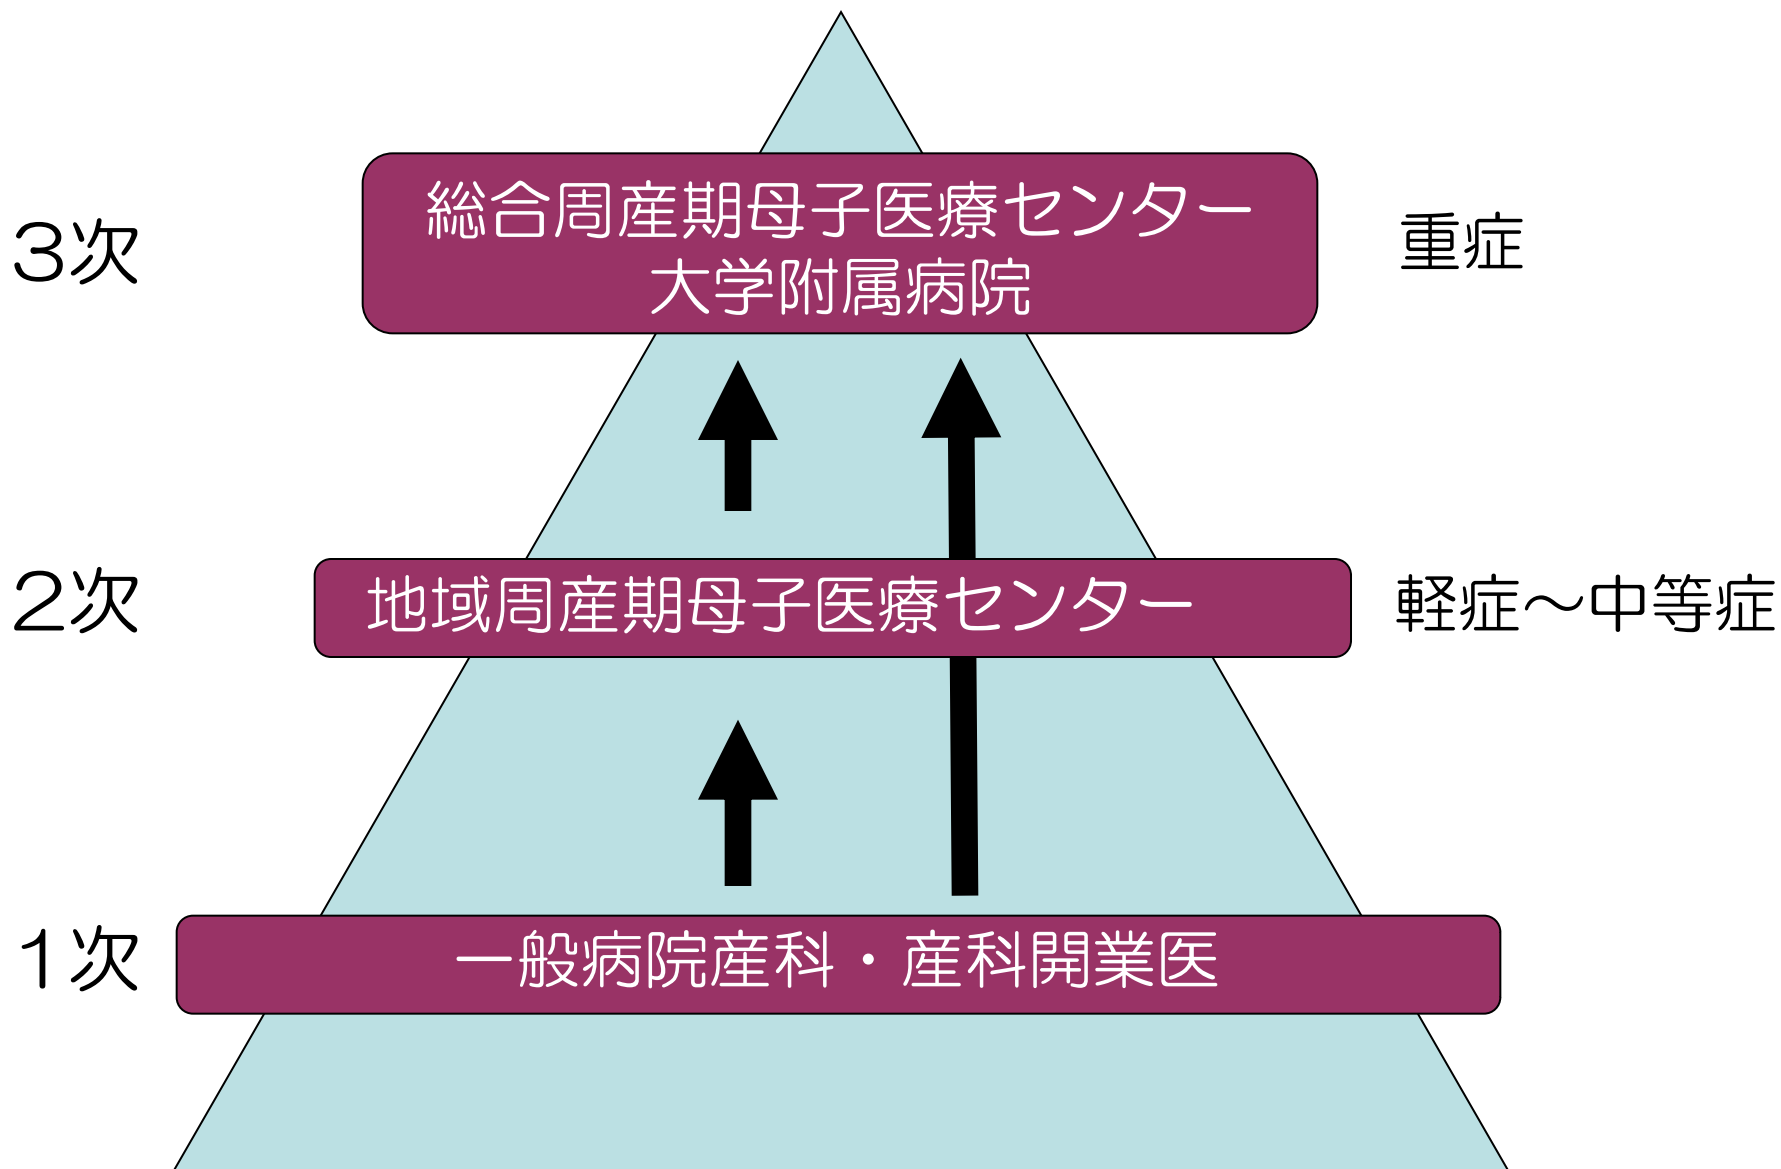 3次
総合周産期母子医療センター
大学附属病院
重症
2次
地域周産期母子医療センター
軽症～中等症
1次
一般病院産科・産科開業医